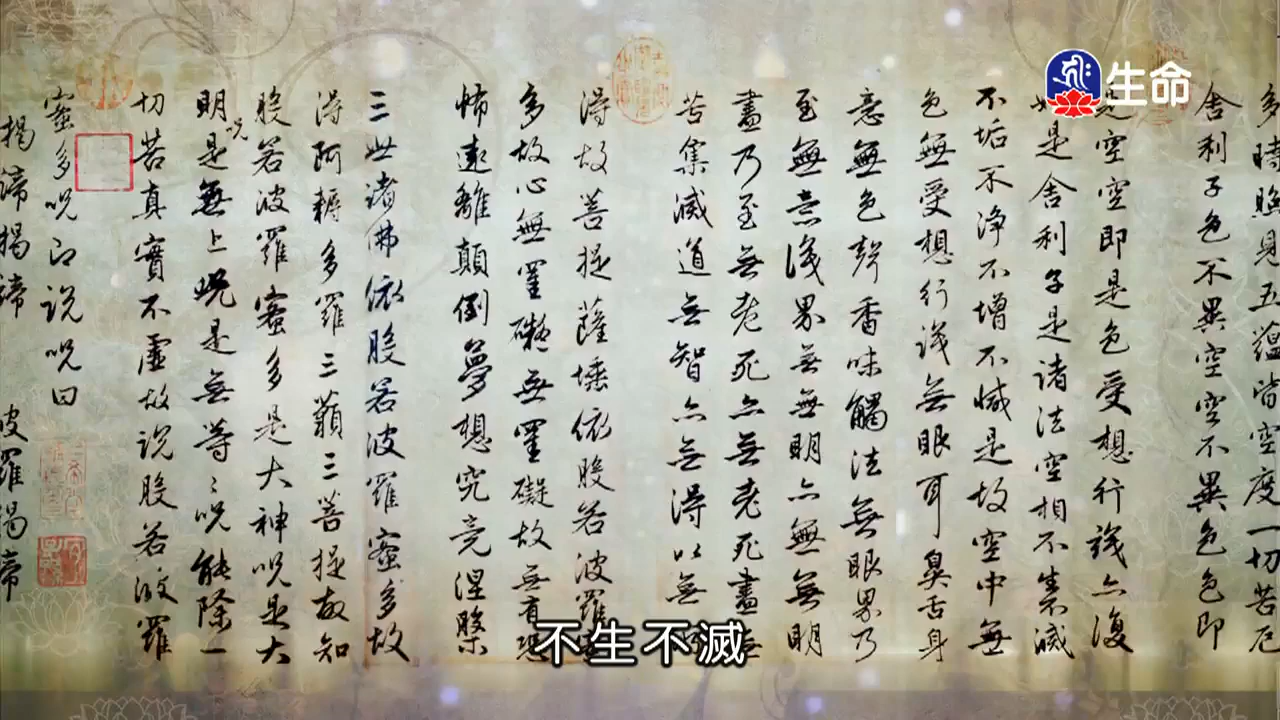 生命
多時照見五蘊皆空度一切苦厄
舍利子色不異空空不異色色即
空空即是色受想行識亦復
是舍利子是諸法空相不滅
不垢不淨不增不減是故空中無
色無受想行識無眼耳鼻舌身
意無色聲香味觸法無眼界乃
至無意識界無無明亦無無明
盡乃至無老死亦無老死盡
苦集滅道無智亦無得以無
得故菩提薩埵依般若波羅
多故心無罣礙無罣礙故無有恐
怖遠離顛倒夢想究竟涅槃
三世諸佛依般若波羅蜜多故
得阿耨多羅三藐三菩提故知
般若波羅蜜多是大神呪是大
明呪是無上呪是無等〻呪能除一
切苦真實不虛故說般若波羅
蜜多呪即說呪曰
揭諦揭諦 波羅揭帝
不生不滅